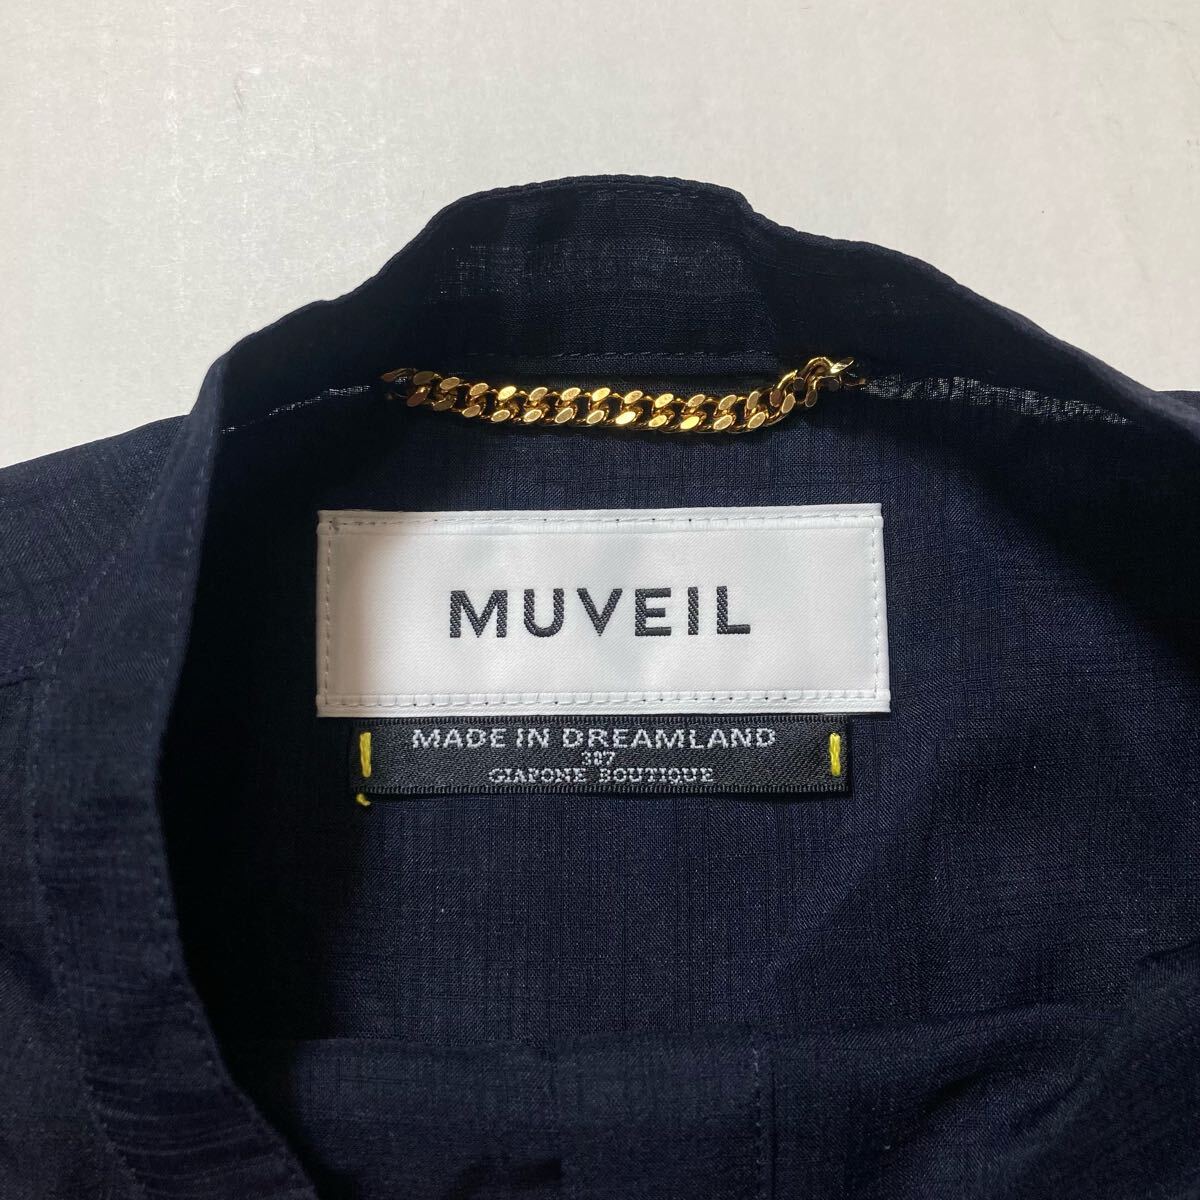 MUVEIL
MADE IN DREAMLAND
387
GIAPONE BOUTIQUE